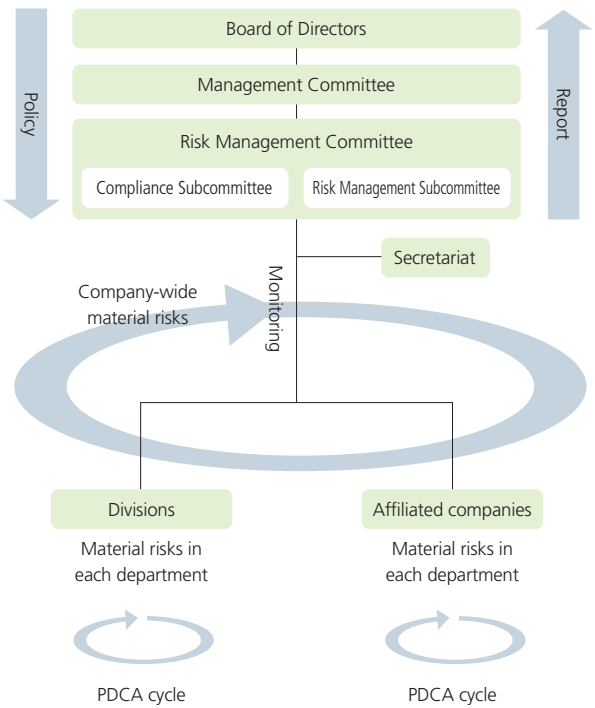 Board of Directors
Policy
Report
Management Committee
Risk Management Committee
Compliance Subcommittee
Risk Management Subcommittee
Secretariat
Monitoring
Company-wide
material risks
Divisions
Affiliated companies
Material risks in
each department
Material risks in
each department
PDCA cycle
PDCA cycle